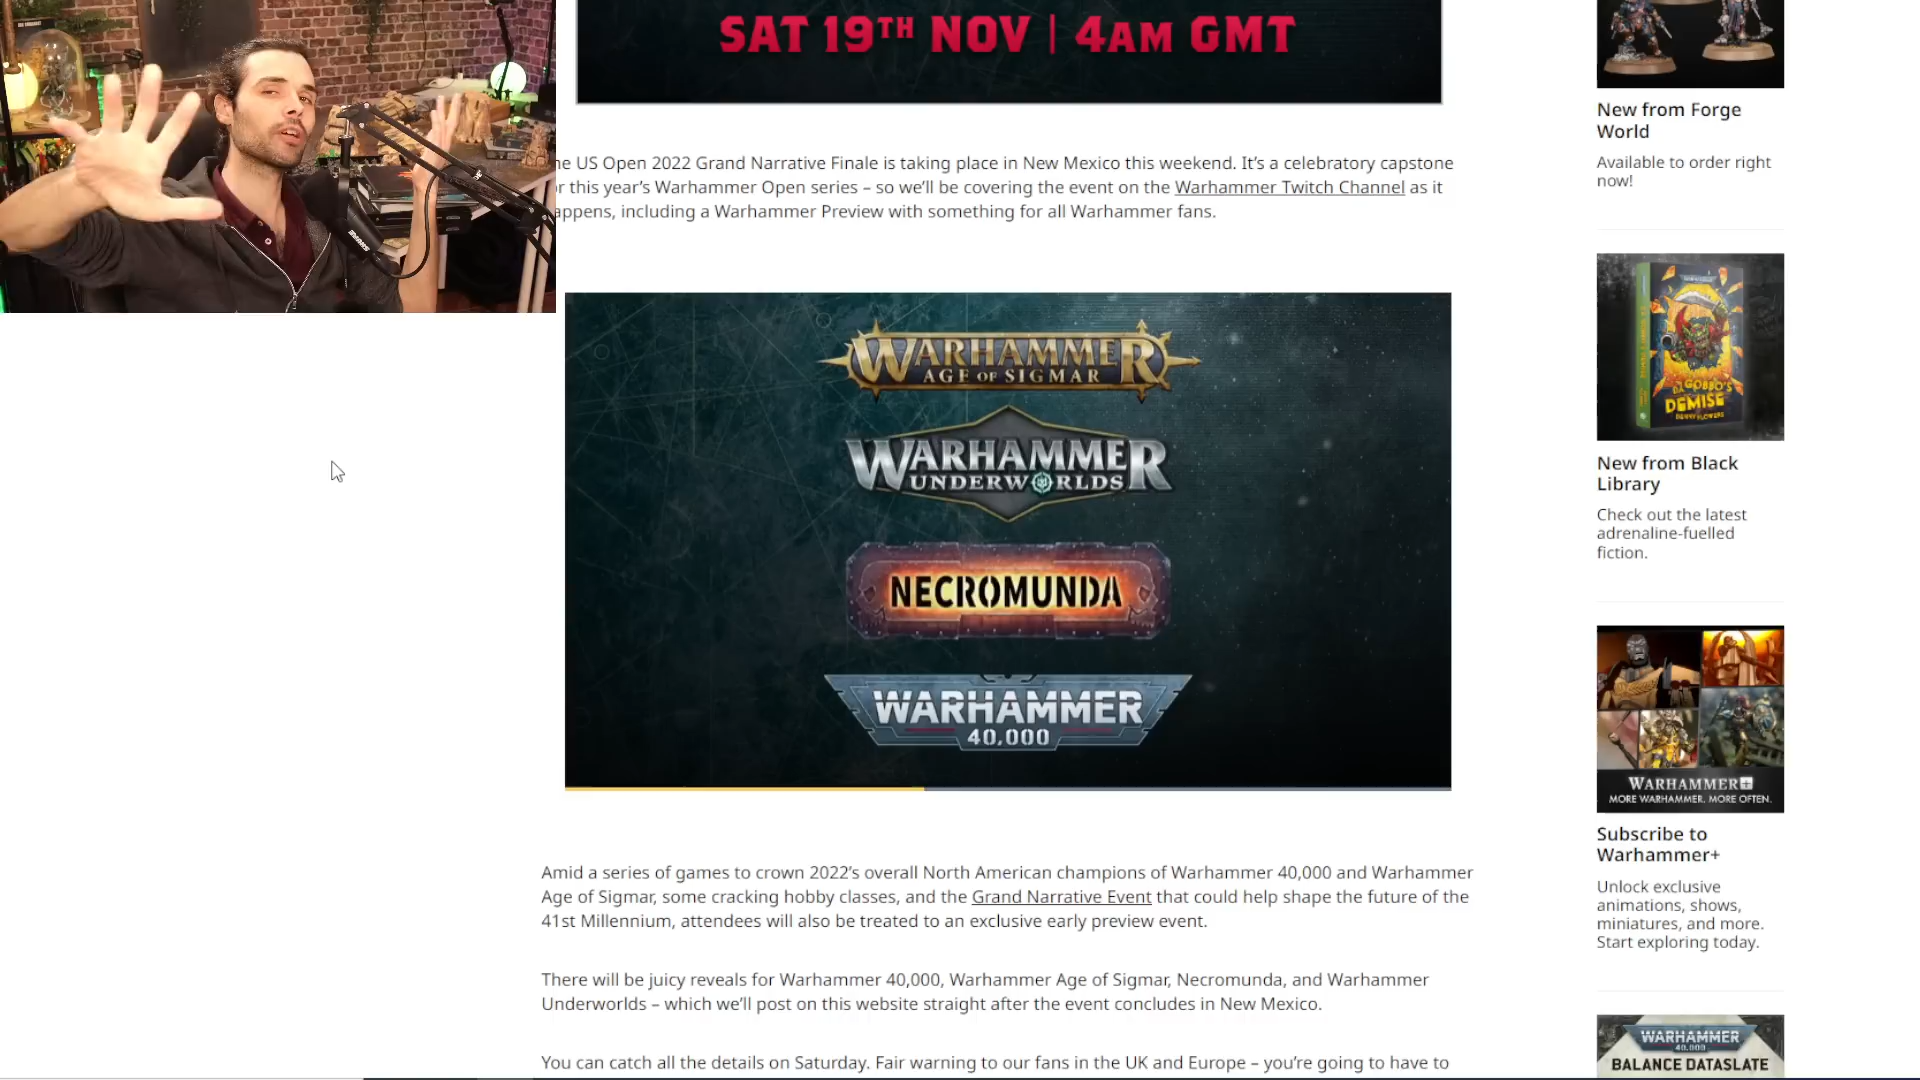 SAT 19TH NOV | 4AM GMT
he US Open 2022 Grand Narrative Finale is taking place in New Mexico this weekend. It’s a celebratory capstone
or this year’s Warhammer Open series – so we’ll be covering the event on the Warhammer Twitch Channel as it
appens, including a Warhammer Preview with something for all Warhammer fans.
WARHAMMER
AGE OF SIGMAR
WARHAMMER
UNDERWORLDS
NECROMUNDA
WARHAMMER
40,000
Amid a series of games to crown 2022’s overall North American champions of Warhammer 40,000 and Warhammer
Age of Sigmar, some cracking hobby classes, and the Grand Narrative Event that could help shape the future of the
41st Millennium, attendees will also be treated to an exclusive early preview event.
There will be juicy reveals for Warhammer 40,000, Warhammer Age of Sigmar, Necromunda, and Warhammer
Underworlds – which we’ll post on this website straight after the event concludes in New Mexico.
You can catch all the details on Saturday. Fair warning to our fans in the UK and Europe – you’re going to have to
New from Forge
World
Available to order right
now!
DA GOBBO'S
DEMISE
DENNY FLOWERS
New from Black
Library
Check out the latest
adrenaline-fuelled
fiction.
WARHAMMER+
MORE WARHAMMER. MORE OFTEN.
Subscribe to
Warhammer+
Unlock exclusive
animations, shows,
miniatures, and more.
Start exploring today.
WARHAMMER
40,000
BALANCE DATASLATE